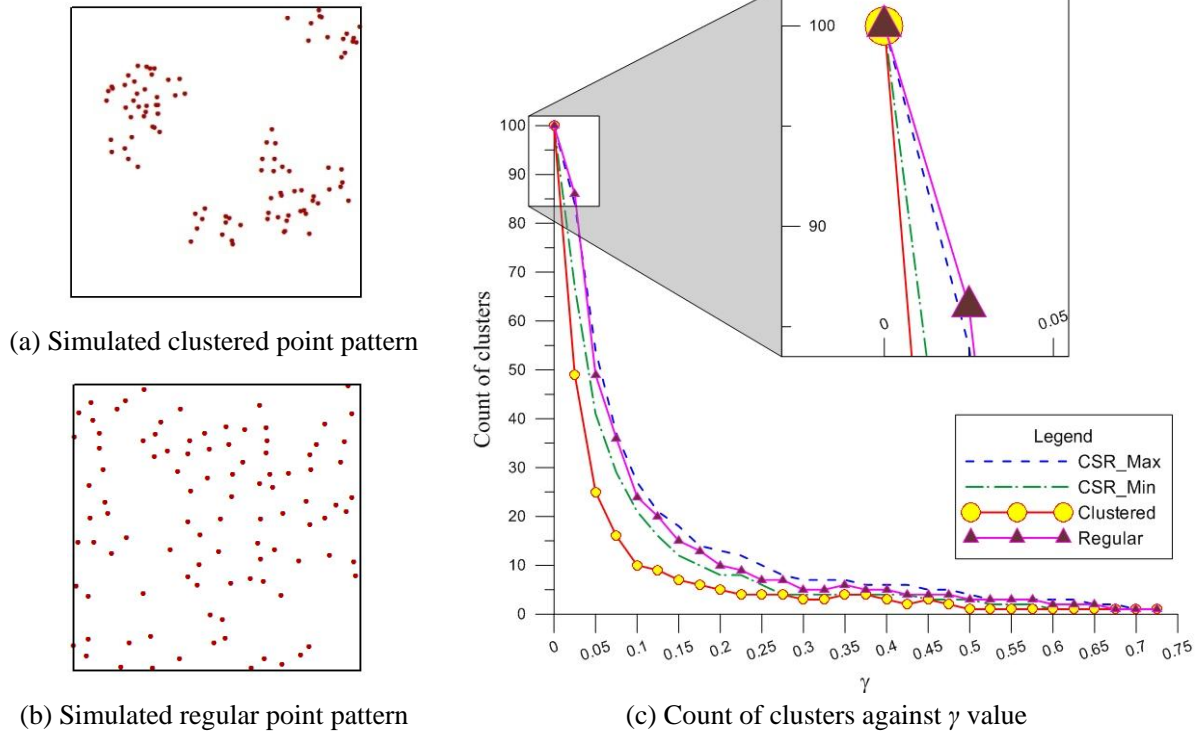 (a) Simulated clustered point pattern
(b) Simulated regular point pattern
100
90
0
0.05
Count of clusters
100
90
80
70
60
50
40
30
20
10
0
0 0.05 0.1 0.15 0.2 0.25 0.3 0.35 0.4 0.45 0.5 0.55 0.6 0.65 0.7 0.75
γ
Legend
CSR_Max
CSR_Min
Clustered
Regular
(c) Count of clusters against γ value